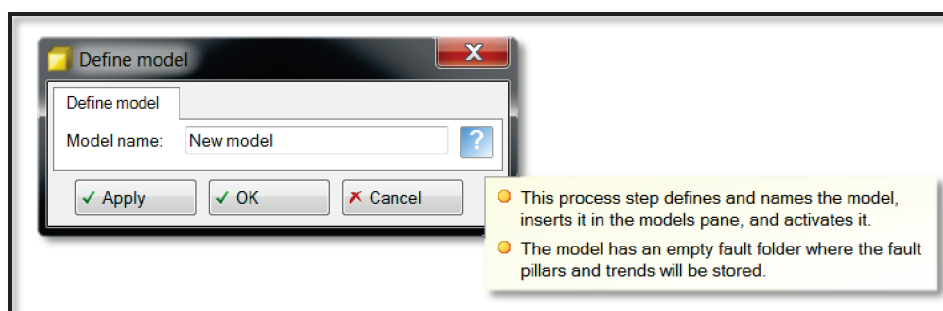 Define model
Define model
Model name: New model ?
Apply OK Cancel
This process step defines and names the model,
inserts it in the models pane, and activates it.
The model has an empty fault folder where the fault
pillars and trends will be stored.